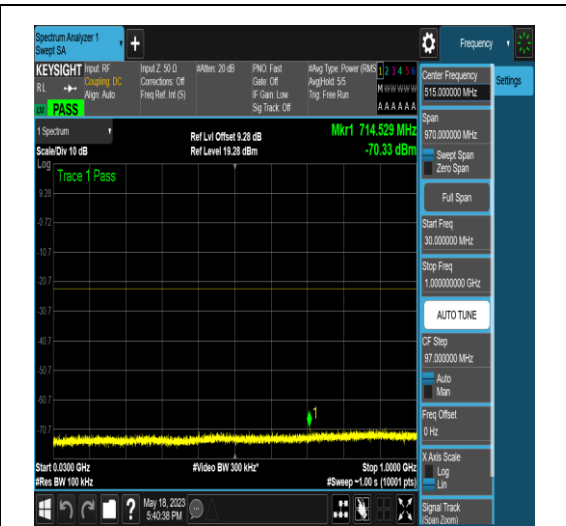 Spectrum Analyzer 1
Swept SA
+
Frequency
KEYSIGHT Input: RF
RL Coupling: DC
Align: Auto
Input Z: 50 Ω
Corrections: Off
Freq Ref: Int (S)
#Atten: 20 dB
PNO: Fast
Gate: Off
IF Gain: Low
Sig Track: Off
#Avg Type: Power (RMS
Avg|Hold: 5/5
Trig: Free Run
1 2 3 4 5 6
M W W W W W
A A A A A A
PASS
Center Frequency
515.000000 MHz
Settings
1 Spectrum
Scale/Div 10 dB
Ref Lvl Offset 9.28 dB
Ref Level 19.28 dBm
Mkr1 714.529 MHz
-70.33 dBm
Log
Trace 1 Pass
9.28
-0.72
-10.7
-20.7
-30.7
-40.7
-50.7
-60.7
-70.7
1
Start 0.0300 GHz
#Res BW 100 kHz
#Video BW 300 kHz*
Stop 1.0000 GHz
#Sweep ~1.00 s (10001 pts)
Span
970.000000 MHz
Swept Span
Zero Span
Full Span
Start Freq
30.000000 MHz
Stop Freq
1.000000000 GHz
AUTO TUNE
CF Step
97.000000 MHz
Auto
Man
Freq Offset
0 Hz
X Axis Scale
Log
Lin
Signal Track
(Span Zoom)
?
May 18, 2023
5:40:38 PM